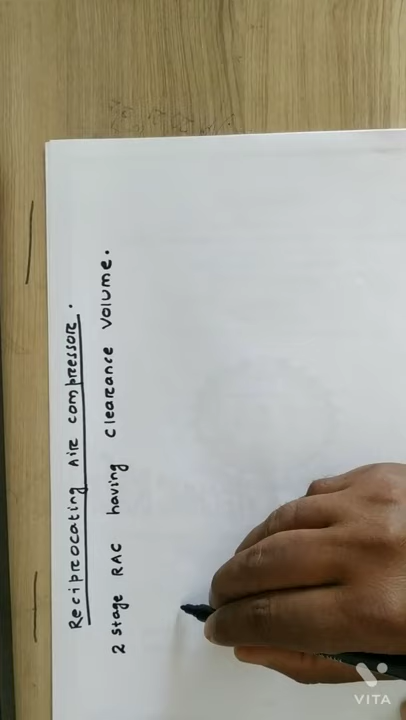 Reciprocating Air compressor.
2 stage RAC having clearance volume.
VITA